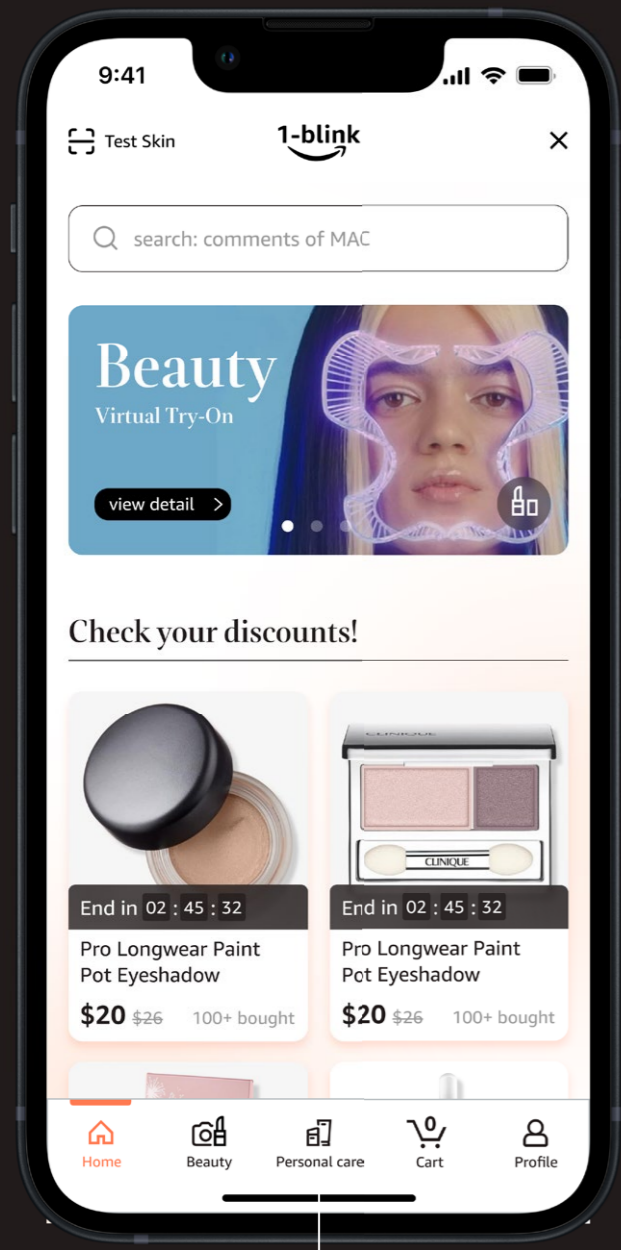 9:41
Test Skin
1-blink
search: comments of MAC
Beauty
Virtual Try-On
view detail
Check your discounts!
CLINIQUE
CLINIQUE
End in 02 : 45 : 32
End in 02 : 45 : 32
Pro Longwear Paint
Pot Eyeshadow
$20 $26 100+ bought
Pro Longwear Paint
Pot Eyeshadow
$20 $26 100+ bought
Home
Beauty
Personal care
0
Cart
Profile